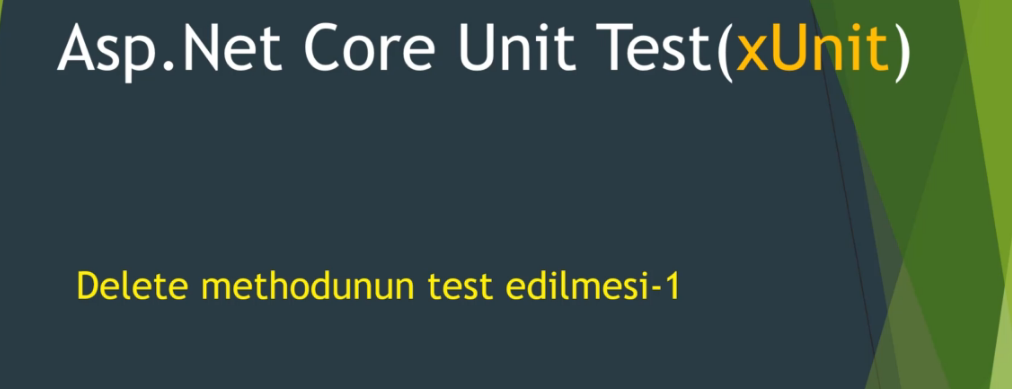 Asp.Net Core Unit Test(xUnit)
Delete methodunun test edilmesi-1